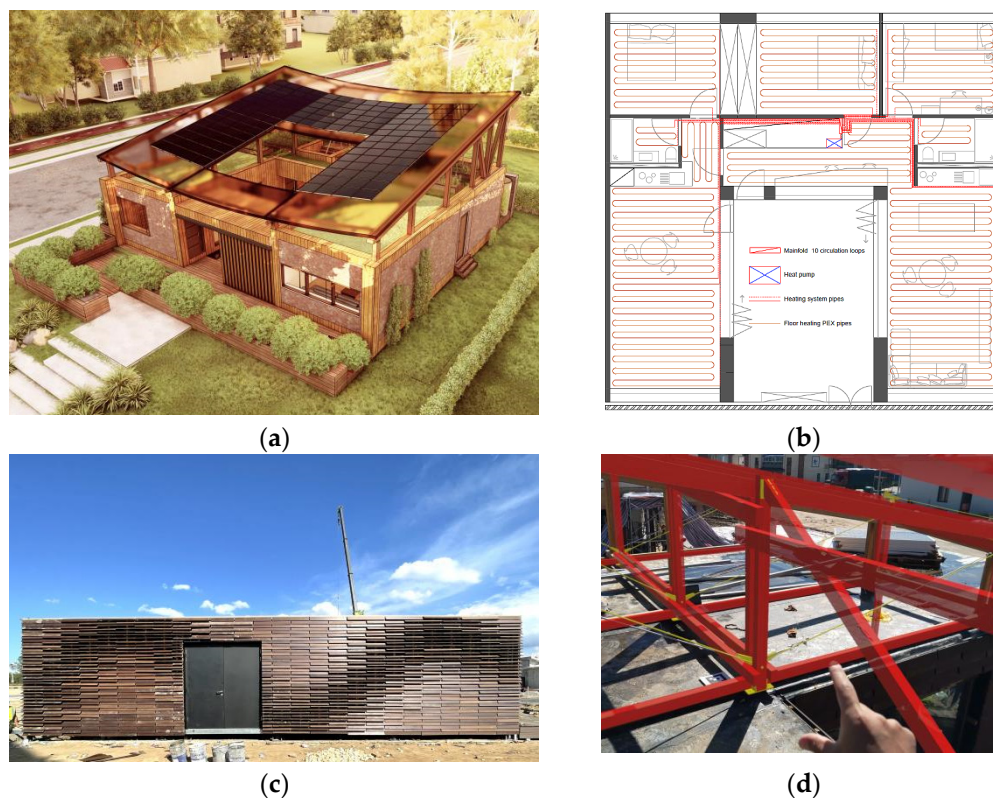 (a)
(b)
Mainfold 10 circulation loops
Heat pump
Heating system pipes
Floor heating PEX pipes
(c)
(d)